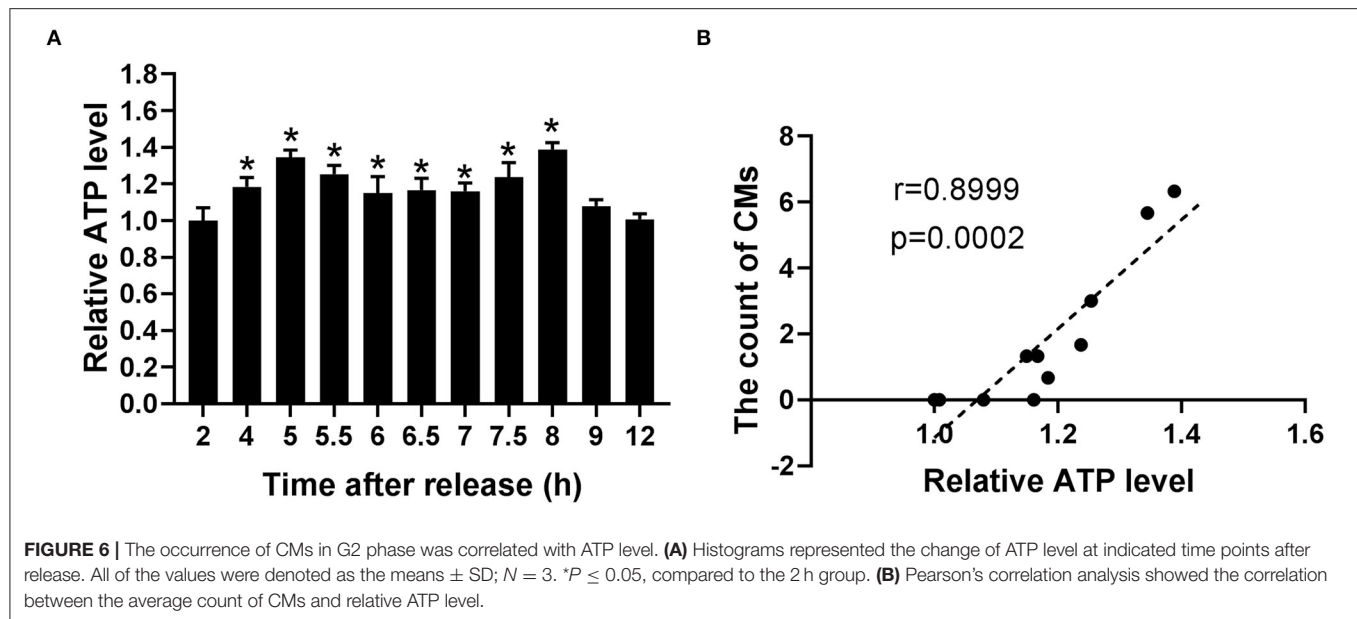 A
Relative ATP level
1.8
1.6
1.4
1.2
1.0
0.8
0.6
0.4
0.2
0.0
* * * * * * * *
2 4 5 5.5 6 6.5 7 7.5 8 9 12
Time after release (h)
B
The count of CMs
8
6
4
2
0
-2
r=0.8999
p=0.0002
1.0 1.2 1.4 1.6
Relative ATP level
FIGURE 6 | The occurrence of CMs in G2 phase was correlated with ATP level. (A) Histograms represented the change of ATP level at indicated time points after
release. All of the values were denoted as the means ± SD; N = 3. *P ≤ 0.05, compared to the 2 h group. (B) Pearson's correlation analysis showed the correlation
between the average count of CMs and relative ATP level.